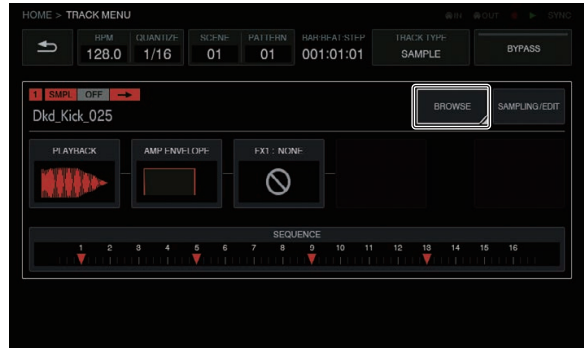 HOME > TRACK MENU
IN OUT SYNC
BPM QUANTIZE SCENE PATTERN BAR:BEAT:STEP TRACK TYPE
128.0 1/16 01 01 001:01:01 SAMPLE BYPASS
1 SMPL OFF
Dkd_Kick_025
BROWSE SAMPLING/EDIT
PLAYBACK AMP ENVELOPE FX1 : NONE
SEQUENCE
1 2 3 4 5 6 7 8 9 10 11 12 13 14 15 16